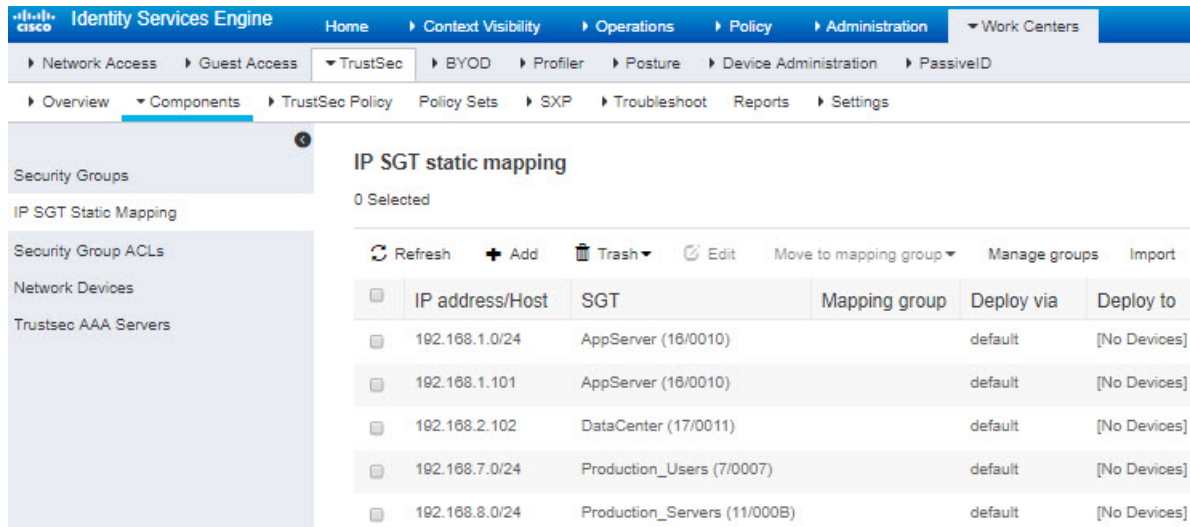 cisco Identity Services Engine Home Context Visibility Operations Policy Administration Work Centers
Network Access Guest Access TrustSec BYOD Profiler Posture Device Administration PassiveID
Overview Components TrustSec Policy Policy Sets SXP Troubleshoot Reports Settings
Security Groups
IP SGT Static Mapping
Security Group ACLs
Network Devices
Trustsec AAA Servers
IP SGT static mapping
0 Selected
Refresh Add Trash Edit Move to mapping group Manage groups Import
IP address/Host SGT Mapping group Deploy via Deploy to
192.168.1.0/24 AppServer (16/0010) default [No Devices]
192.168.1.101 AppServer (16/0010) default [No Devices]
192.168.2.102 DataCenter (17/0011) default [No Devices]
192.168.7.0/24 Production_Users (7/0007) default [No Devices]
192.168.8.0/24 Production_Servers (11/000B) default [No Devices]